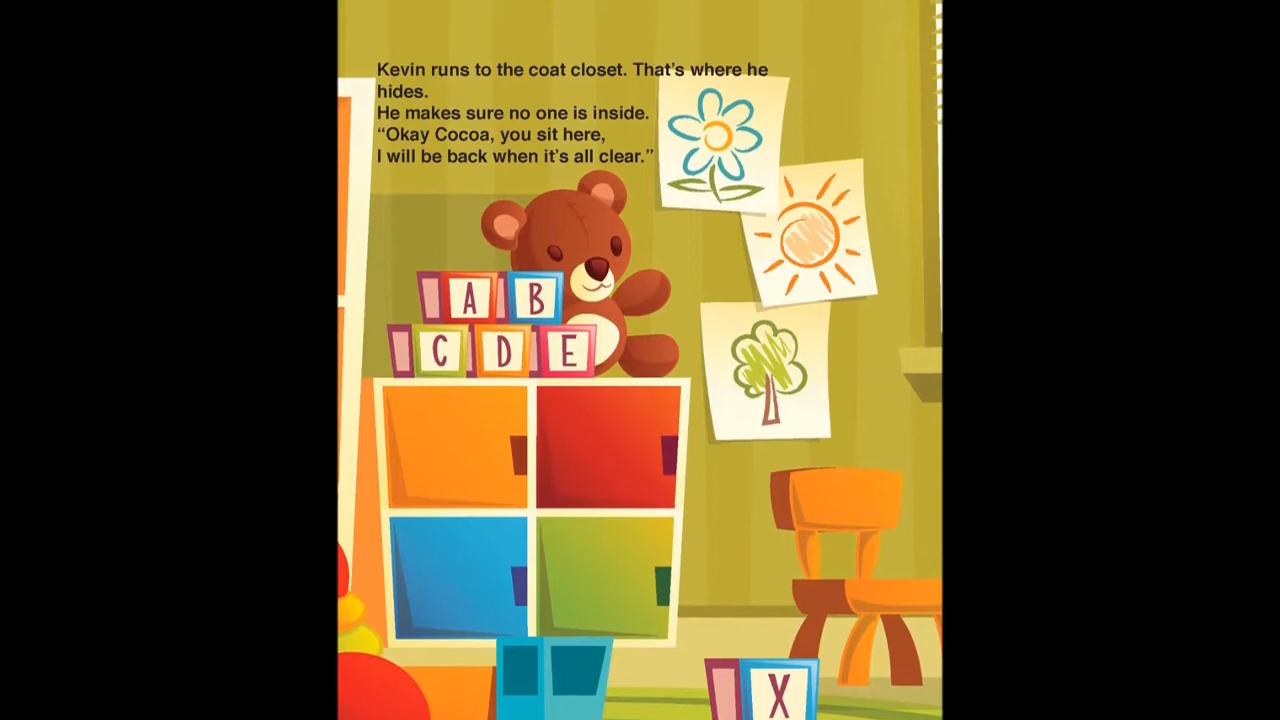 Kevin runs to the coat closet. That’s where he
hides.
He makes sure no one is inside.
“Okay Cocoa, you sit here,
I will be back when it’s all clear.”
A B
C D E
X